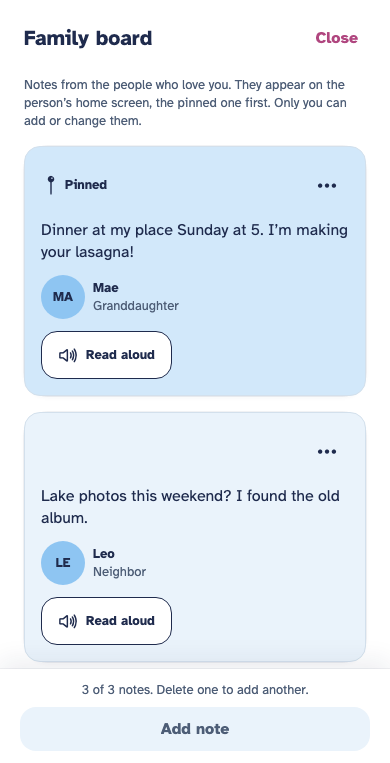 Family board
Close
Notes from the people who love you. They appear on the
person's home screen, the pinned one first. Only you can
add or change them.
Pinned
Dinner at my place Sunday at 5. I'm making
your lasagna!
MA
Mae
Granddaughter
Read aloud
Lake photos this weekend? I found the old
album.
LE
Leo
Neighbor
Read aloud
3 of 3 notes. Delete one to add another.
Add note